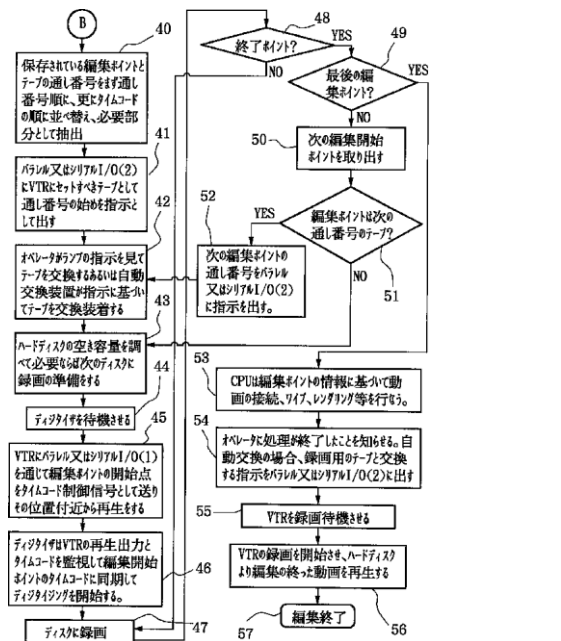 B
40
保存されている編集ポイントと
テープの通し番号をまず通し
番号順に、更にタイムコード
の順に並べ替え、必要部
分として抽出
41
パラレル又はシリアルI/O(2)
にVTRにセットすべきテープとして
通し番号の始めを指示と
して出す
42
オペレータがランプの指示を見て
テープを交換するあるいは自動
交換装置が指示に基づい
てテープを交換装着する
43
ハードディスクの空き容量を調
べて必要ならば次のディスクに
録画の準備をする
44
ディジタイザを待機させる
45
VTRにパラレル又はシリアルI/O(1)
を通じて編集ポイントの開始点
をタイムコード制御信号として送り
その位置付近から再生をする
ディジタイザはVTRの再生出力と
タイムコードを監視して編集開始
ポイントのタイムコードに同期して
ディジタイジングを開始する。
46
ディスクに録画
47
48
終了ポイント?
YES
NO
49
最後の編
集ポイント?
YES
NO
50
次の編集開始
ポイントを取り出す
編集ポイントは次の
通し番号のテープ?
51
YES
NO
52
次の編集ポイントの
通し番号をパラレル
又はシリアルI/O(2)
に指示を出す。
53
CPUは編集ポイントの情報に基づいて動
画の接続、ワイプ、レンダリング等を行なう。
54
オペレータに処理が終了したことを知らせる。自
動交換の場合、録画用のテープと交換
する指示をパラレル又はシリアルI/O(2)に出す
55
VTRを録画待機させる
VTRの録画を開始させ、ハードディスク
より編集の終った動画を再生する
56
57
編集終了